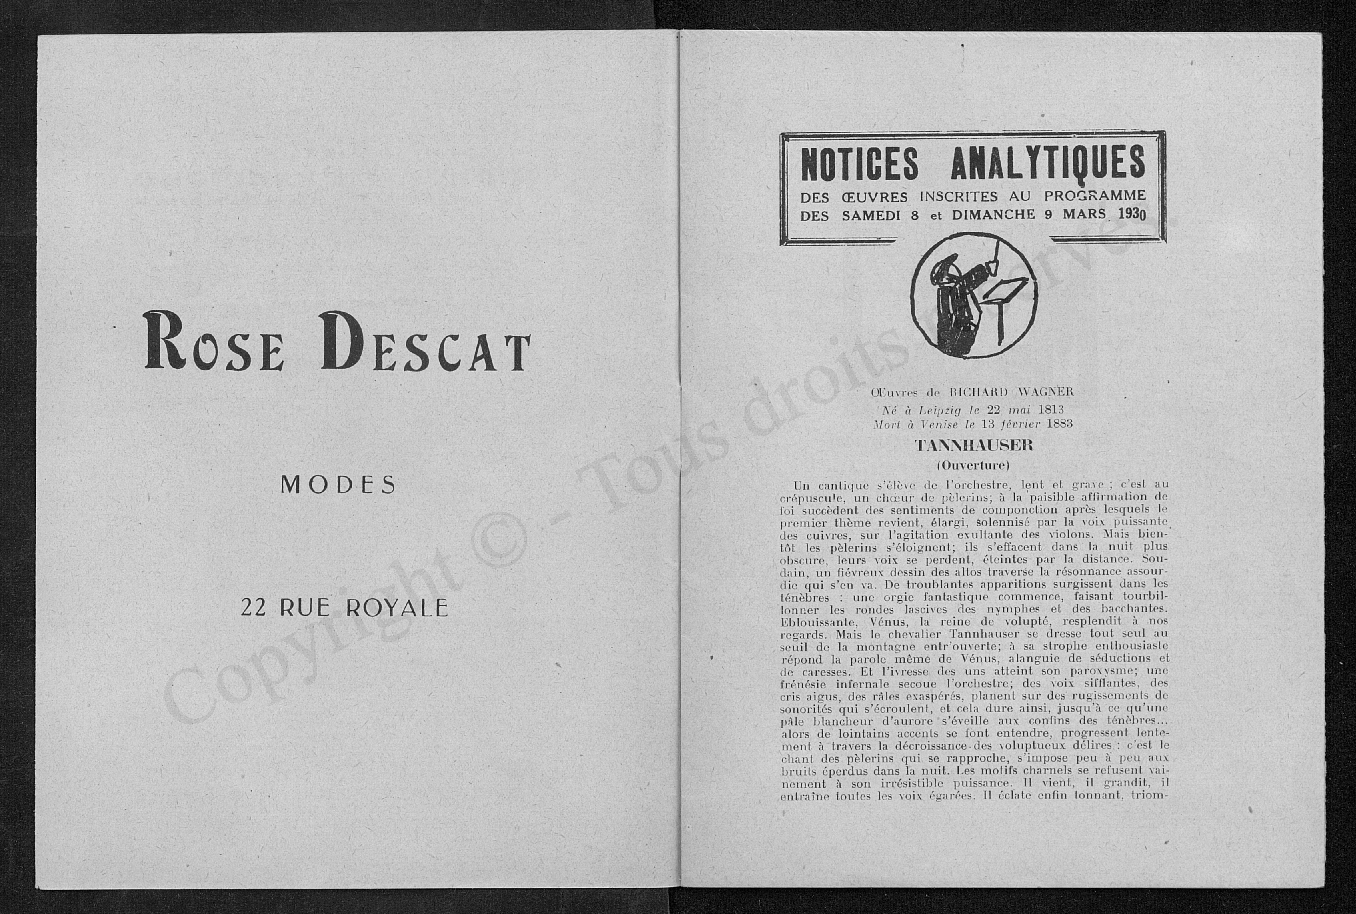 ROSE DESCAT
MODES
22 RUE ROYALE
NOTICES ANALYTIQUES
DES ŒUVRES INSCRITES AU PROGRAMME
DES SAMEDI 8 et DIMANCHE 9 MARS 1930
Œuvres de RICHARD WAGNER
Né à Leipzig le 22 mai 1813
Mort à Venise le 13 février 1883
TANNHAUSER
(Ouverture)
Un cantique s'élève de l'orchestre, lent et grave ; c'est au
crépuscule, un chœur de pèlerins; à la paisible affirmation de
foi succèdent des sentiments de componction après lesquels le
premier thème revient, élargi, solennisé par la voix puissante
des cuivres, sur l'agitation exultante des violons. Mais bien-
tôt les pèlerins s'éloignent; ils s'effacent dans la nuit plus
obscure, leurs voix se perdent, éteintes par la distance. Sou-
dain, un fiévreux dessin des altos traverse la résonnance assour-
die qui s'en va. De troublantes apparitions surgissent dans les
ténèbres : une orgie fantastique commence, faisant tourbil-
lonner les rondes lascives des nymphes et des bacchantes.
Eblouissante, Vénus, la reine de volupté, resplendit à nos
regards. Mais le chevalier Tannhauser se dresse tout seul au
seuil de la montagne entr'ouverte; à sa strophe enthousiaste
répond la parole même de Vénus, alanguie de séductions et
de caresses. Et l'ivresse des uns atteint son paroxysme; une
frénésie infernale secoue l'orchestre; des voix sifflantes, des
cris aigus, des râles exaspérés, planent sur des rugissements de
sonorités qui s'écroulent, et cela dure ainsi, jusqu'à ce qu'une
pâle blancheur d'aurore s'éveille aux confins des ténèbres...
alors de lointains accents se font entendre, progressent lente-
ment à travers la décroissance des voluptueux délires : c'est le
chant des pèlerins qui se rapproche, s'impose peu à peu aux
bruits éperdus dans la nuit. Les motifs charnels se refusent vai-
nement à son irrésistible puissance. Il vient, il grandit, il
entraîne toutes les voix égarées. Il éclate enfin tonnant, triom-
Copyright © - Tous droits réservés